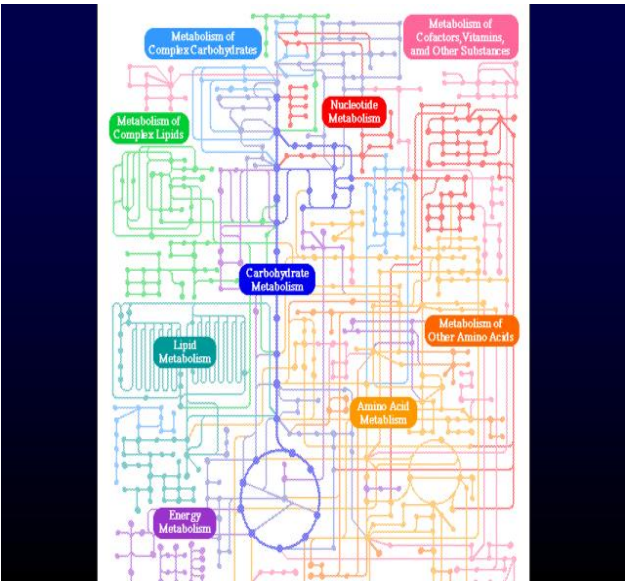 Metabolism of
Complex Carbohydrates
Metabolism of
Cofactors, Vitamins,
and Other Substances
Nucleotide
Metabolism
Metabolism of
Complex Lipids
Carbohydrate
Metabolism
Metabolism of
Other Amino Acids
Lipid
Metabolism
Amino Acid
Metablism
Energy
Metabolism